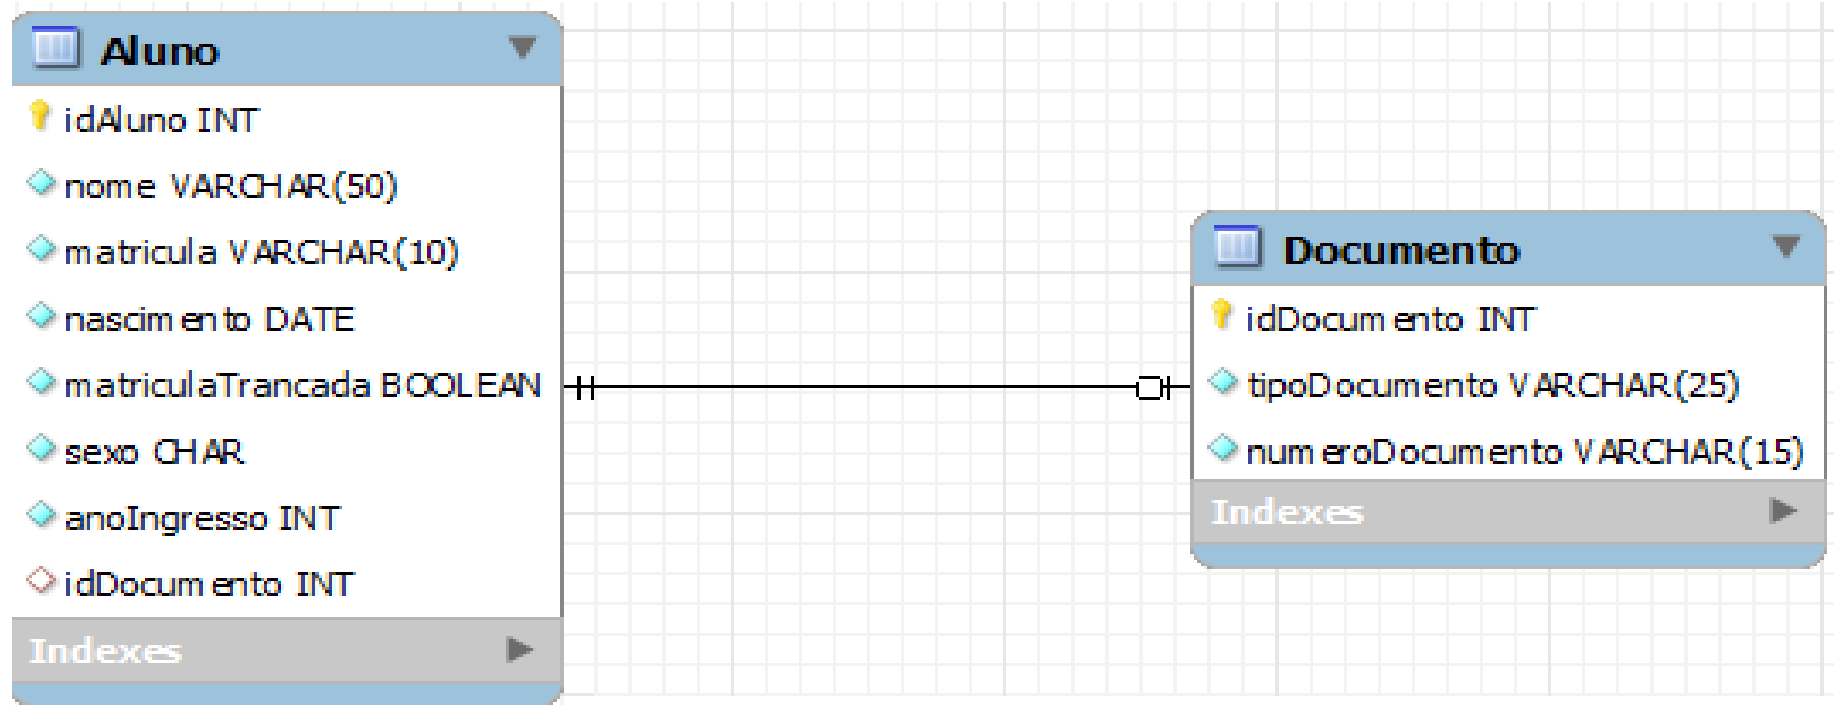 Aluno
idAluno INT
nome VARCHAR(50)
matricula VARCHAR(10)
nascimento DATE
matriculaTrancada BOOLEAN
sexo CHAR
anoIngresso INT
idDocumento INT
Indexes
Documento
idDocumento INT
tipoDocumento VARCHAR(25)
numeroDocumento VARCHAR(15)
Indexes